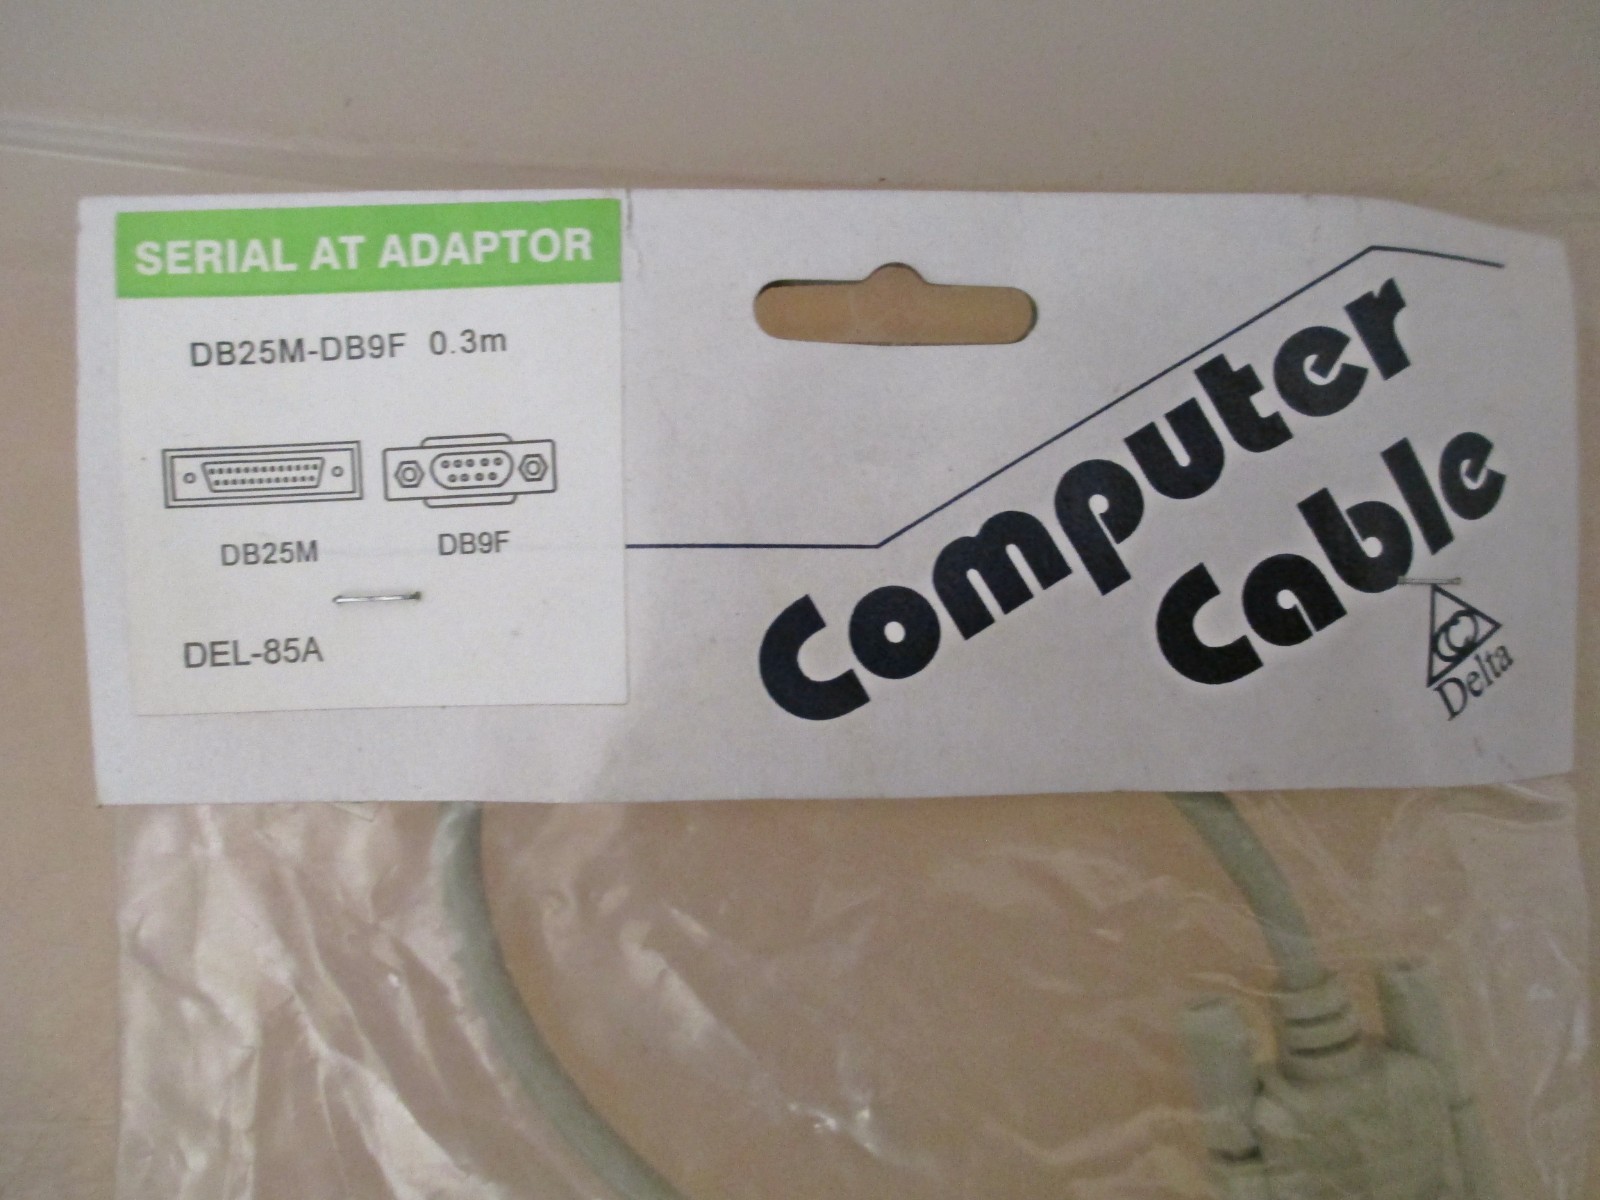 SERIAL AT ADAPTOR
DB25M-DB9F 0.3m
DB25M DB9F
DEL-85A
Computer
Cable
Delta